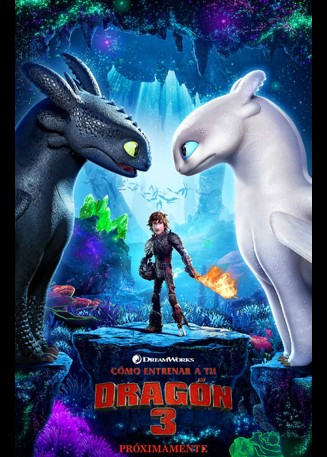 DREAMWORKS
CÓMO ENTRENAR A TU
DRAGÓN
3
PRÓXIMAMENTE